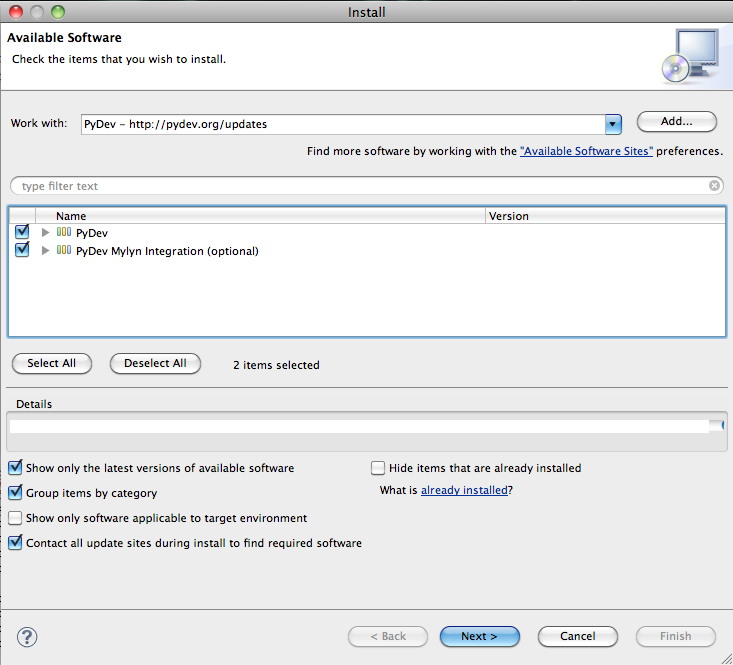 Install
Available Software
Check the items that you wish to install.
Work with: PyDev – http://pydev.org/updates Add...
Find more software by working with the "Available Software Sites" preferences.
type filter text
Name Version
PyDev
PyDev Mylyn Integration (optional)
Select All Deselect All 2 items selected
Details
Show only the latest versions of available software Hide items that are already installed
Group items by category What is already installed?
Show only software applicable to target environment
Contact all update sites during install to find required software
? < Back Next > Cancel Finish